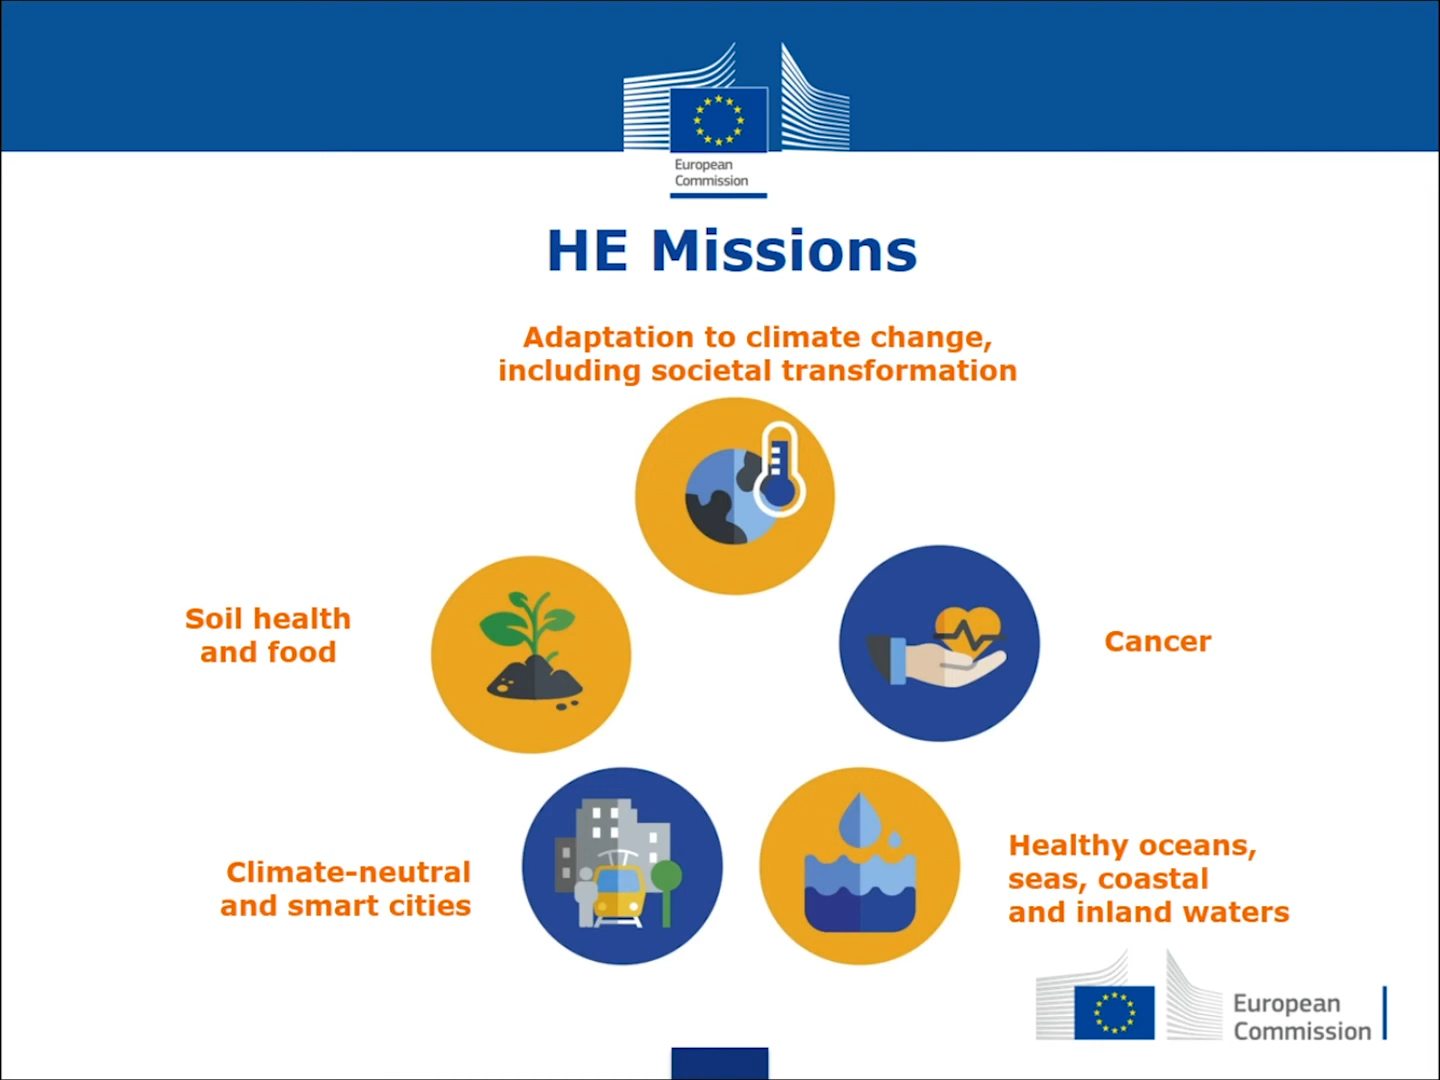 European
Commission
HE Missions
Adaptation to climate change,
including societal transformation
Soil health
and food
Cancer
Climate-neutral
and smart cities
Healthy oceans,
seas, coastal
and inland waters
European
Commission